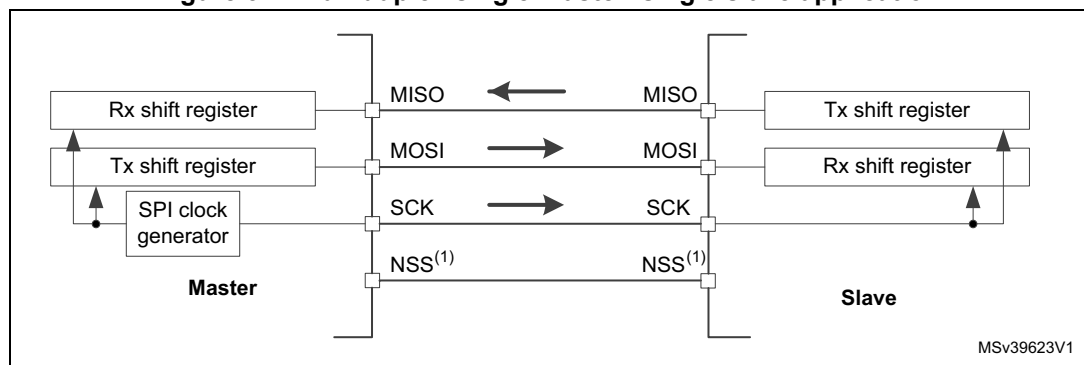 MISO MISO
Rx shift register Tx shift register
MOSI MOSI
Tx shift register Rx shift register
SCK SCK
SPI clock
generator
NSS(1) NSS(1)
Master Slave
MSv39623V1